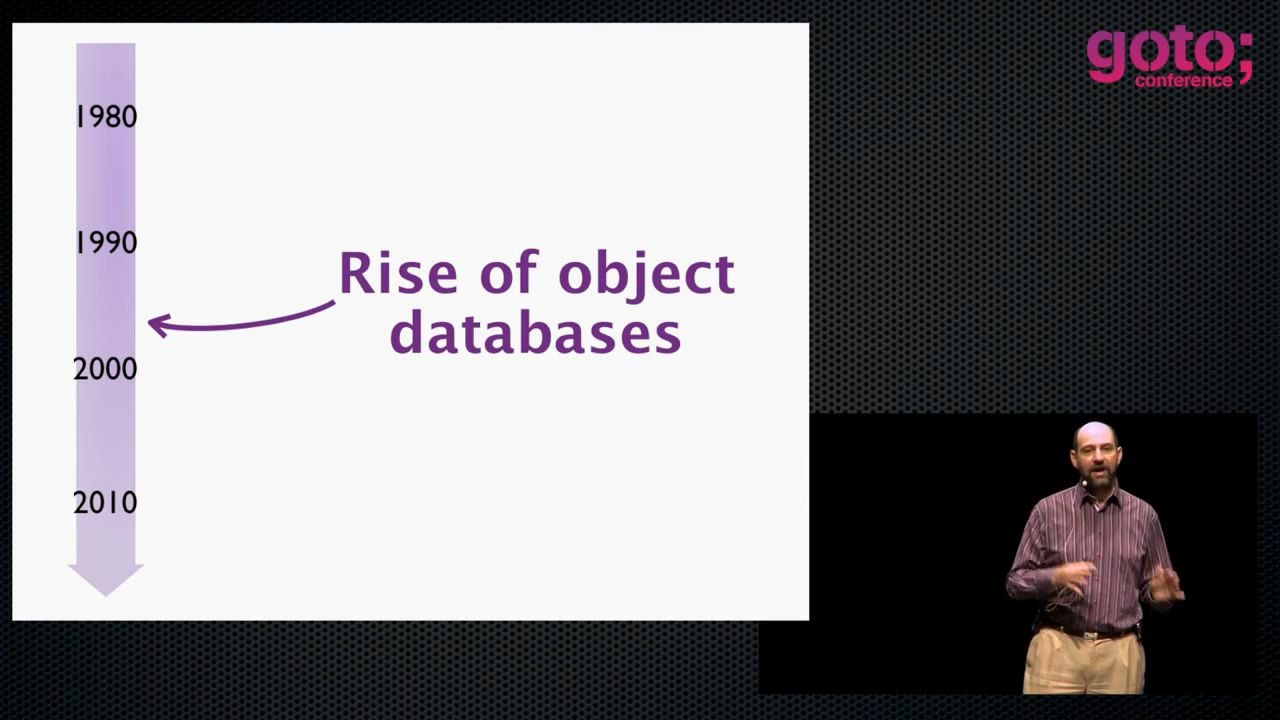 1980
1990
2000
2010
Rise of object
databases
goto;
conference